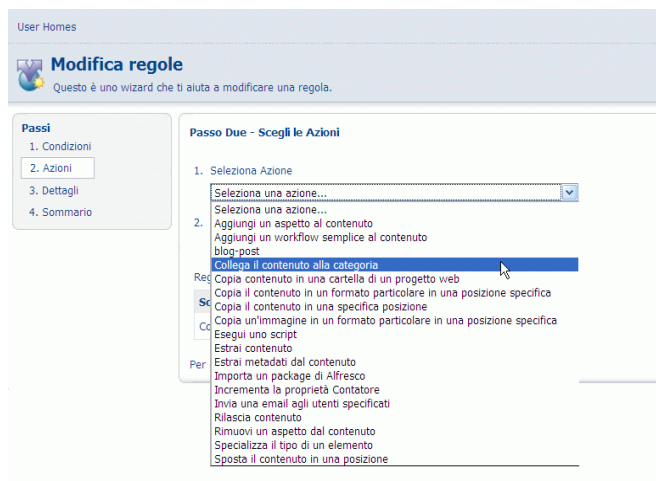 User Homes
Modifica regole
Questo è uno wizard che ti aiuta a modificare una regola.
Passi
1. Condizioni
2. Azioni
3. Dettagli
4. Sommario
Passo Due - Scegli le Azioni
1. Seleziona Azione
Seleziona una azione...
Seleziona una azione...
2.
Aggiungi un aspetto al contenuto
Aggiungi un workflow semplice al contenuto
blog-post
Collega il contenuto alla categoria
Copia contenuto in una cartella di un progetto web
Copia il contenuto in un formato particolare in una posizione specifica
Copia il contenuto in una specifica posizione
Copia un'immagine in un formato particolare in una posizione specifica
Esegui uno script
Estrai contenuto
Estrai metadati dal contenuto
Per
Importa un package di Alfresco
Incrementa la proprietà Contatore
Invia una email agli utenti specificati
Rilascia contenuto
Rimuovi un aspetto dal contenuto
Specializza il tipo di un elemento
Sposta il contenuto in una posizione